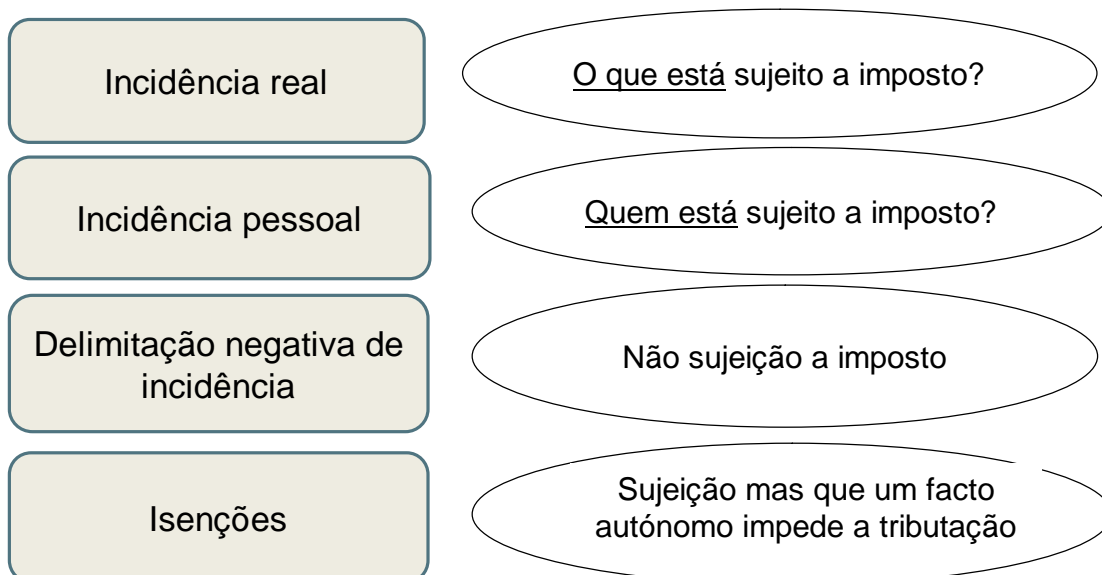 Incidência real
O que está sujeito a imposto?
Incidência pessoal
Quem está sujeito a imposto?
Delimitação negativa de
incidência
Não sujeição a imposto
Isenções
Sujeição mas que um facto
autónomo impede a tributação